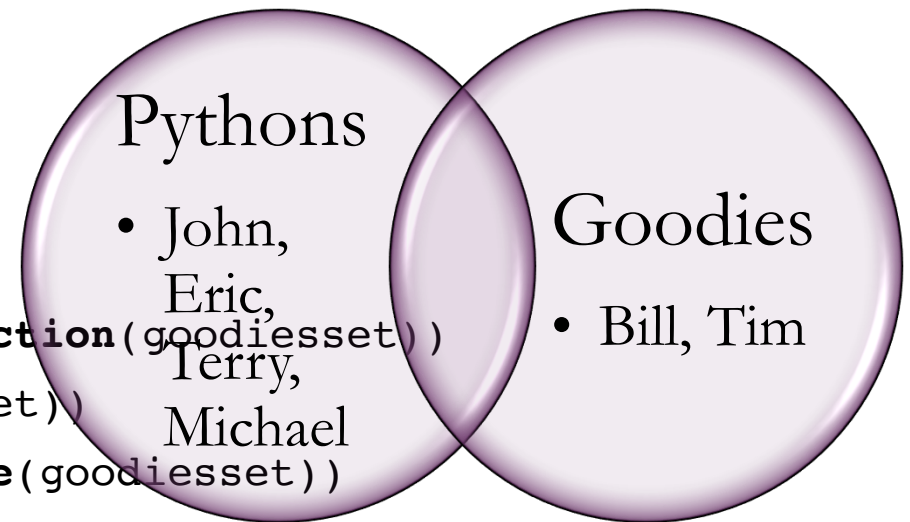 Pythons
• John,
Eric,
Terry,
Michael
ction(goodiesset))
et))
e(goodiesset))
Goodies
• Bill, Tim